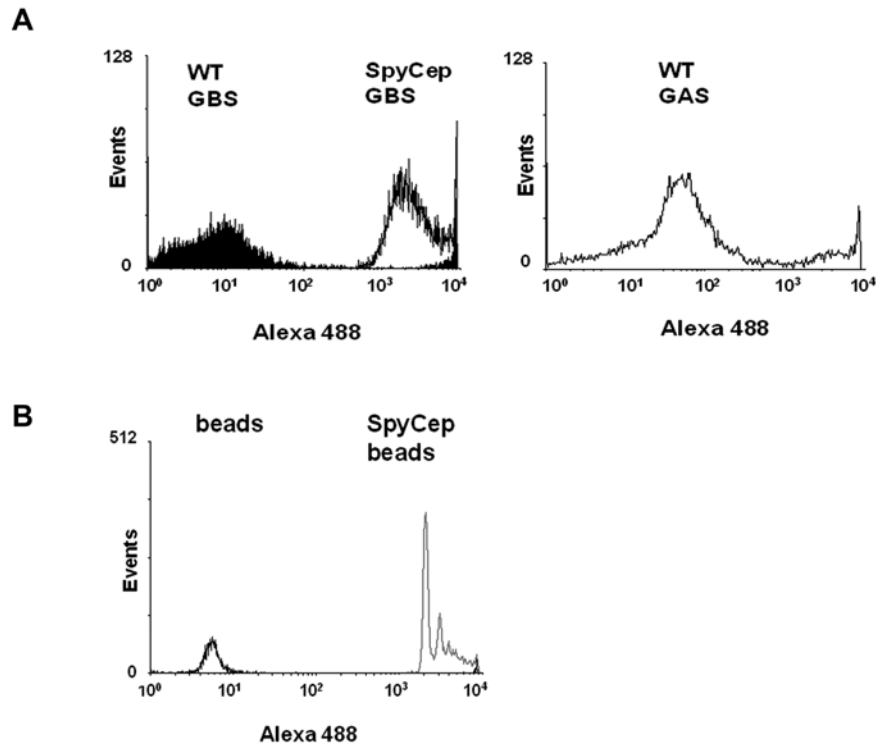 A
128
WT
GBS
SpyCep
GBS
Events
0
10⁰ 10¹ 10² 10³ 10⁴
Alexa 488
128
WT
GAS
Events
0
10⁰ 10¹ 10² 10³ 10⁴
Alexa 488
B
512
beads
SpyCep
beads
Events
0
10⁰ 10¹ 10² 10³ 10⁴
Alexa 488